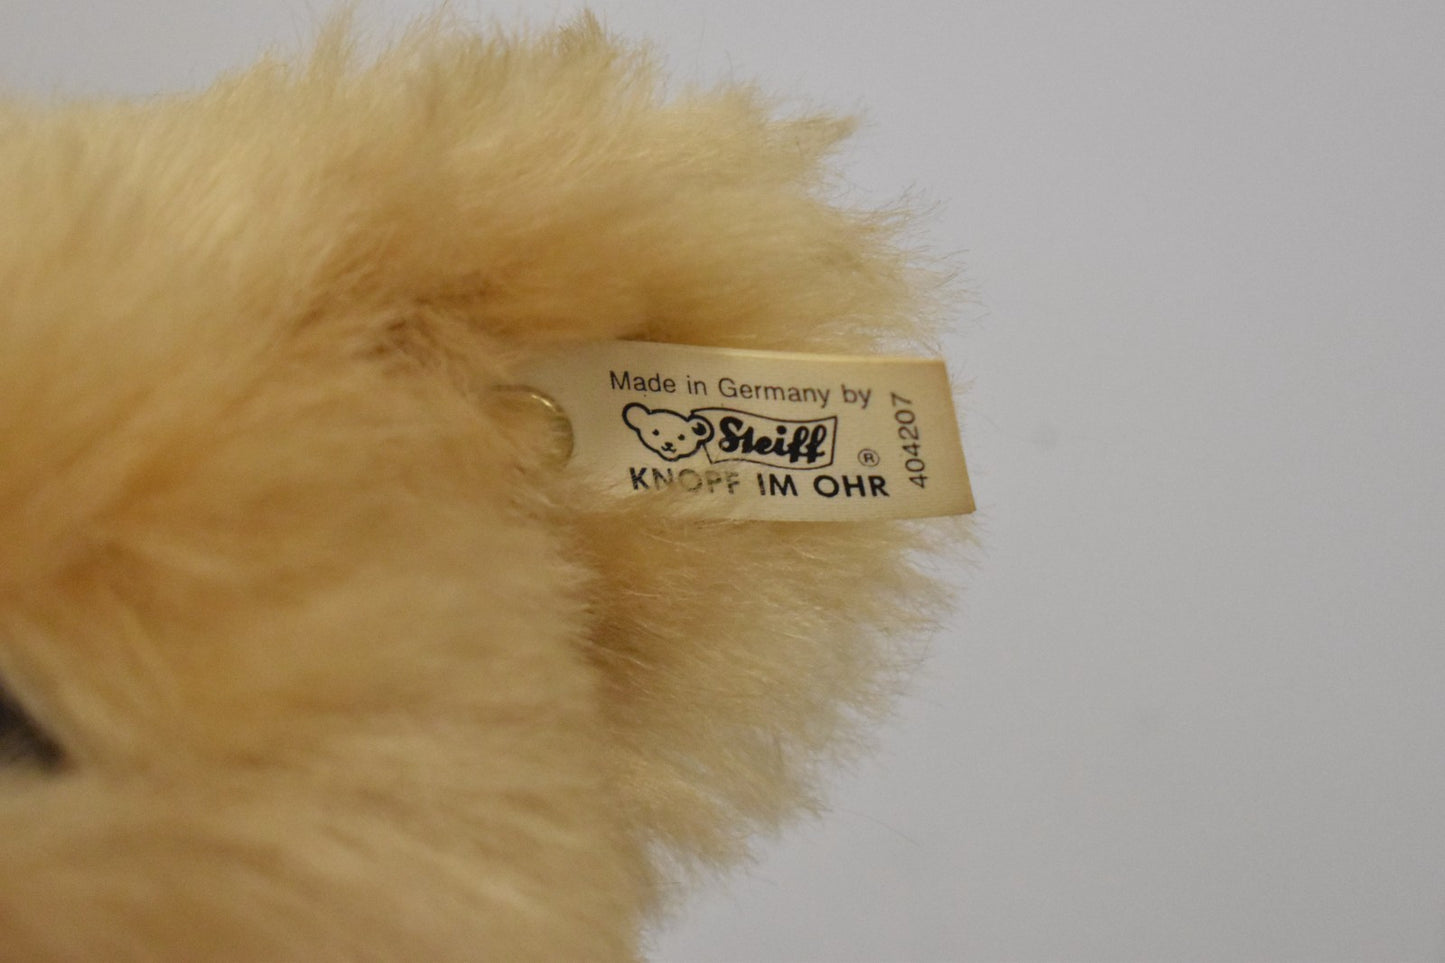 Made in Germany by
Steiff ®
KNOPF IM OHR
404207